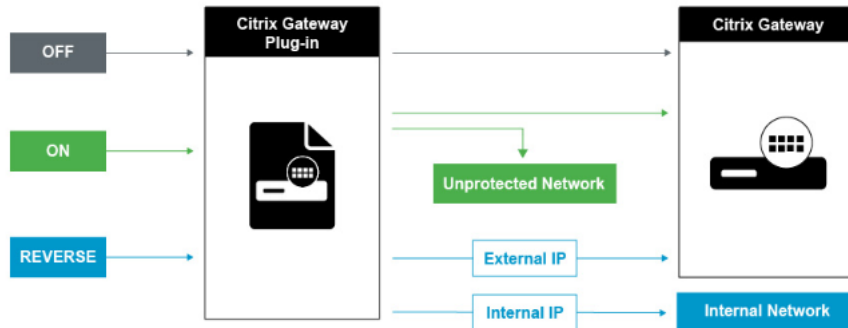 Citrix Gateway
Plug-in
Citrix Gateway
OFF
ON
Unprotected Network
REVERSE
External IP
Internal IP
Internal Network